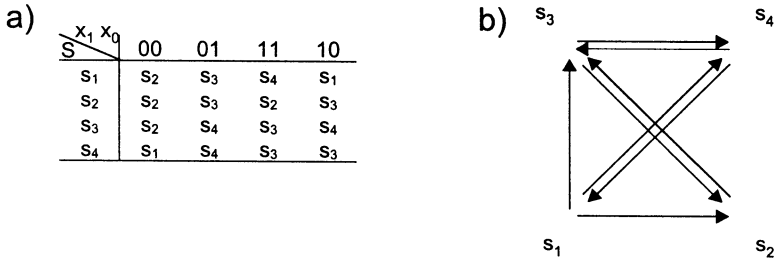 a)
x₁ x₀
S 00 01 11 10
s₁ s₂ s₃ s₄ s₁
s₂ s₂ s₃ s₂ s₃
s₃ s₂ s₄ s₃ s₄
s₄ s₁ s₄ s₃ s₃
b)
s₃ s₄
s₁ s₂